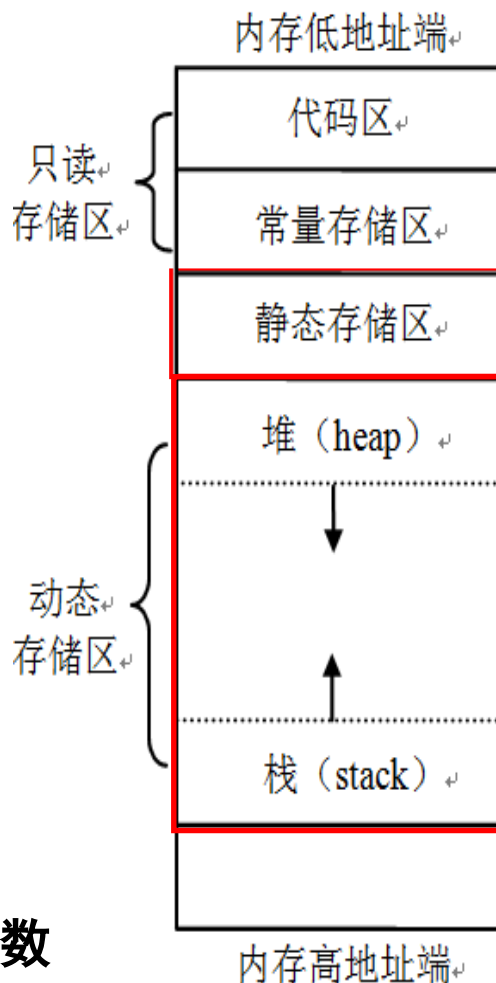 内存低地址端
代码区
只读
存储区
常量存储区
静态存储区
堆（heap）
动态
存储区
栈（stack）
数
内存高地址端